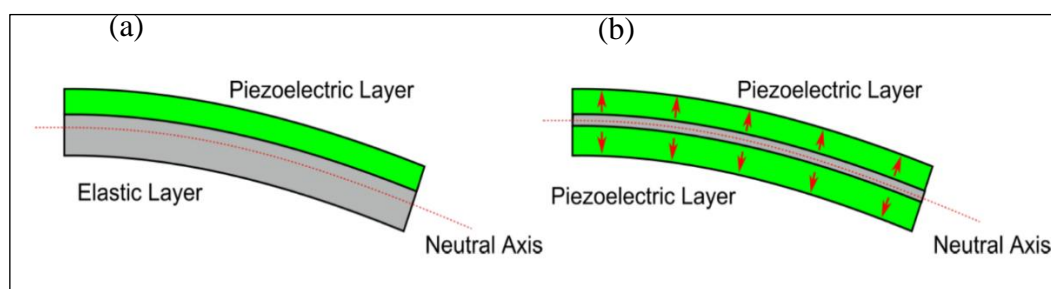 (a)
Piezoelectric Layer
Elastic Layer
Neutral Axis
(b)
Piezoelectric Layer
Piezoelectric Layer
Neutral Axis